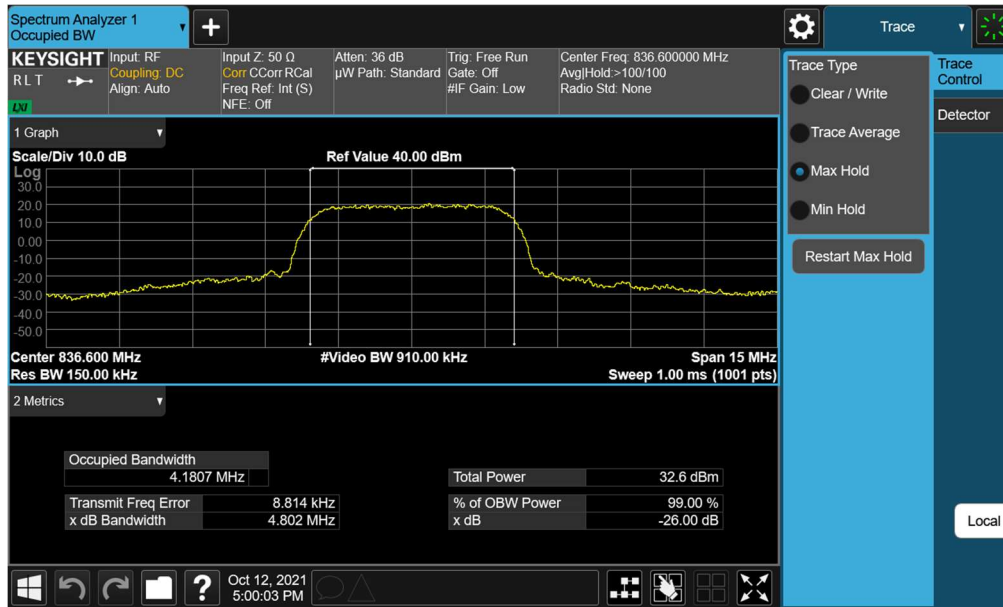 Spectrum Analyzer 1
Occupied BW
Trace
KEYSIGHT
R L T
LXI
Input: RF
Coupling: DC
Align: Auto
Input Z: 50 Ω
Corr CCorr RCal
Freq Ref: Int (S)
NFE: Off
Atten: 36 dB
µW Path: Standard
Trig: Free Run
Gate: Off
#IF Gain: Low
Center Freq: 836.600000 MHz
Avg|Hold:>100/100
Radio Std: None
1 Graph
Scale/Div 10.0 dB
Ref Value 40.00 dBm
Log
30.0
20.0
10.0
0.00
-10.0
-20.0
-30.0
-40.0
-50.0
Center 836.600 MHz
#Video BW 910.00 kHz
Span 15 MHz
Res BW 150.00 kHz
Sweep 1.00 ms (1001 pts)
2 Metrics
Occupied Bandwidth
4.1807 MHz
Total Power 32.6 dBm
Transmit Freq Error 8.814 kHz
% of OBW Power 99.00 %
x dB Bandwidth 4.802 MHz
x dB -26.00 dB
Trace Type
Clear / Write
Trace Average
Max Hold
Min Hold
Restart Max Hold
Trace
Control
Detector
Local
?
Oct 12, 2021
5:00:03 PM